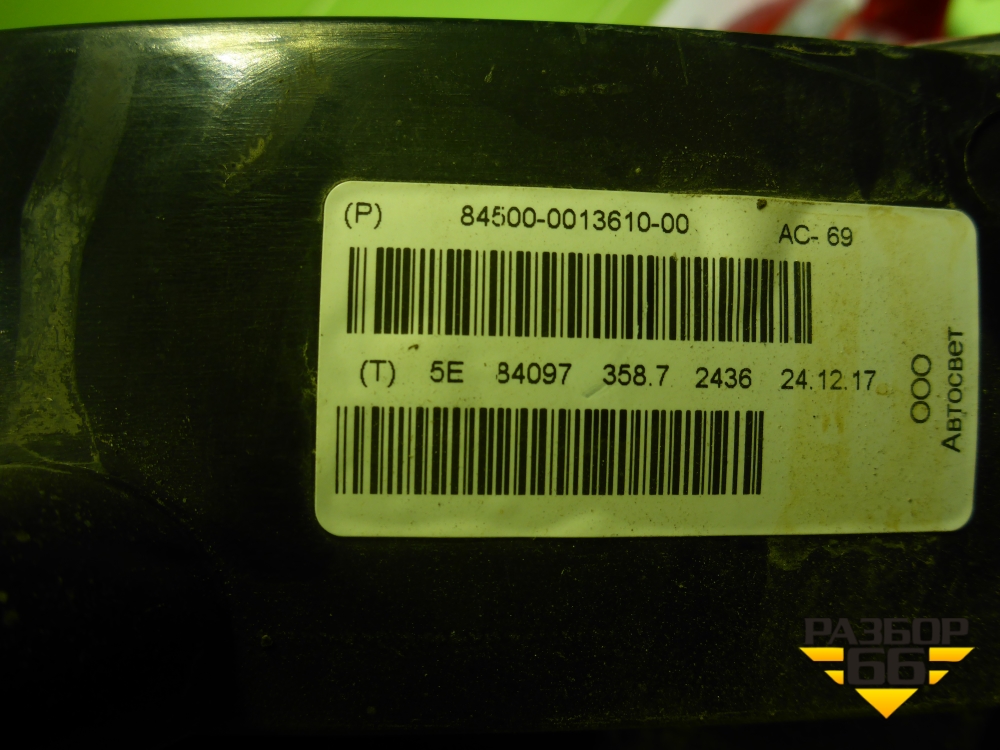 (P) 84500-0013610-00 AC- 69
(T) 5E 84097 358.7 2436 24.12.17
ООО
Автосвет
РАЗБОР
66